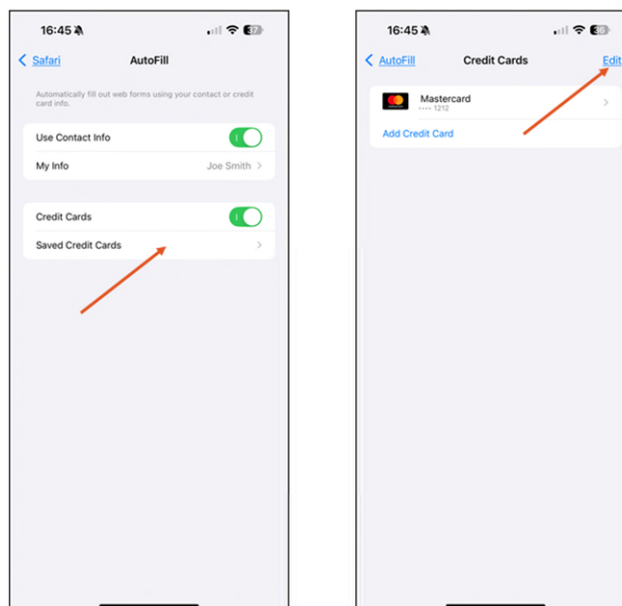 16:45
37
Safari
AutoFill
Automatically fill out web forms using your contact or credit
card info.
Use Contact Info
My Info
Joe Smith
Credit Cards
Saved Credit Cards
16:45
36
AutoFill
Credit Cards
Edit
Mastercard
•••• 1212
Add Credit Card